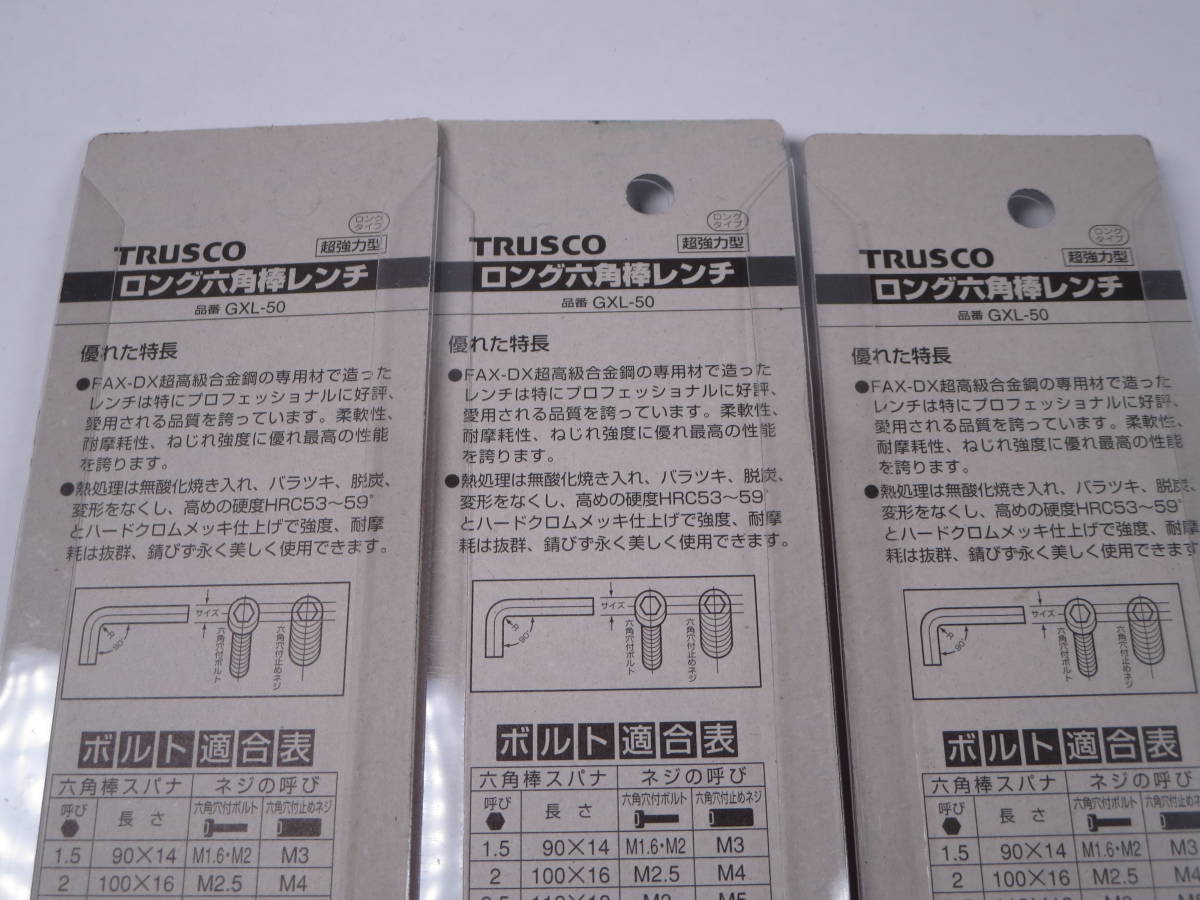 ロング
タイプ
TRUSCO 超強力型
ロング六角棒レンチ
品番 GXL-50
優れた特長
●FAX-DX超高級合金鋼の専用材で造った
レンチは特にプロフェッショナルに好評、
愛用される品質を誇っています。柔軟性、
耐摩耗性、ねじれ強度に優れ最高の性能
を誇ります。
●熱処理は無酸化焼き入れ、バラツキ、脱炭、
変形をなくし、高めの硬度HRC53〜59°
とハードクロムメッキ仕上げで強度、耐摩
耗は抜群、錆びず永く美しく使用できます。
R
90°
サイズ
六角穴付ボルト
六角穴付止めネジ
ボルト適合表
六角棒スパナ ネジの呼び
呼び 長さ 六角穴付ボルト 六角穴付止めネジ
1.5 90×14 M1.6・M2 M3
2 100×16 M2.5 M4
ロング
タイプ
TRUSCO 超強力型
ロング六角棒レンチ
品番 GXL-50
優れた特長
●FAX-DX超高級合金鋼の専用材で造った
レンチは特にプロフェッショナルに好評、
愛用される品質を誇っています。柔軟性、
耐摩耗性、ねじれ強度に優れ最高の性能
を誇ります。
●熱処理は無酸化焼き入れ、バラツキ、脱炭、
変形をなくし、高めの硬度HRC53〜59°
とハードクロムメッキ仕上げで強度、耐摩
耗は抜群、錆びず永く美しく使用できます。
R
90°
サイズ
六角穴付ボルト
六角穴付止めネジ
ボルト適合表
六角棒スパナ ネジの呼び
呼び 長さ 六角穴付ボルト 六角穴付止めネジ
1.5 90×14 M1.6・M2 M3
2 100×16 M2.5 M4
ロング
タイプ
TRUSCO 超強力型
ロング六角棒レンチ
品番 GXL-50
優れた特長
●FAX-DX超高級合金鋼の専用材で造った
レンチは特にプロフェッショナルに好評、
愛用される品質を誇っています。柔軟性、
耐摩耗性、ねじれ強度に優れ最高の性能
を誇ります。
●熱処理は無酸化焼き入れ、バラツキ、脱炭、
変形をなくし、高めの硬度HRC53〜59°
とハードクロムメッキ仕上げで強度、耐摩
耗は抜群、錆びず永く美しく使用できます
R
90°
サイズ
六角穴付ボルト
六角穴付止めネジ
ボルト適合表
六角棒スパナ ネジの呼び
呼び 長さ 六角穴付ボルト 六角穴付止めネジ
1.5 90×14 M1.6・M2 M3
2 100×16 M2.5 M4